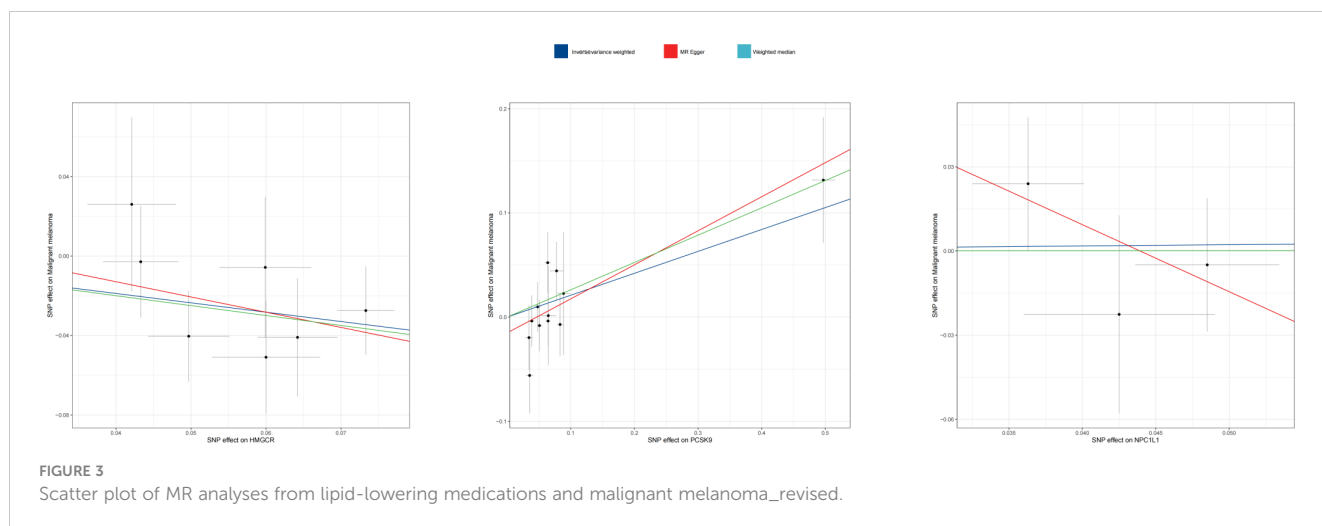 Inverse variance weighted MR Egger Weighted median
SNP effect on Malignant melanoma
0.04
0.00
−0.04
−0.08
0.04 0.05 0.06 0.07
SNP effect on HMGCR
SNP effect on Malignant melanoma
0.2
0.1
0.0
−0.1
0.1 0.2 0.3 0.4 0.5
SNP effect on PCSK9
SNP effect on Malignant melanoma
0.03
0.00
−0.03
−0.06
0.035 0.040 0.045 0.050
SNP effect on NPC1L1
FIGURE 3
Scatter plot of MR analyses from lipid-lowering medications and malignant melanoma_revised.